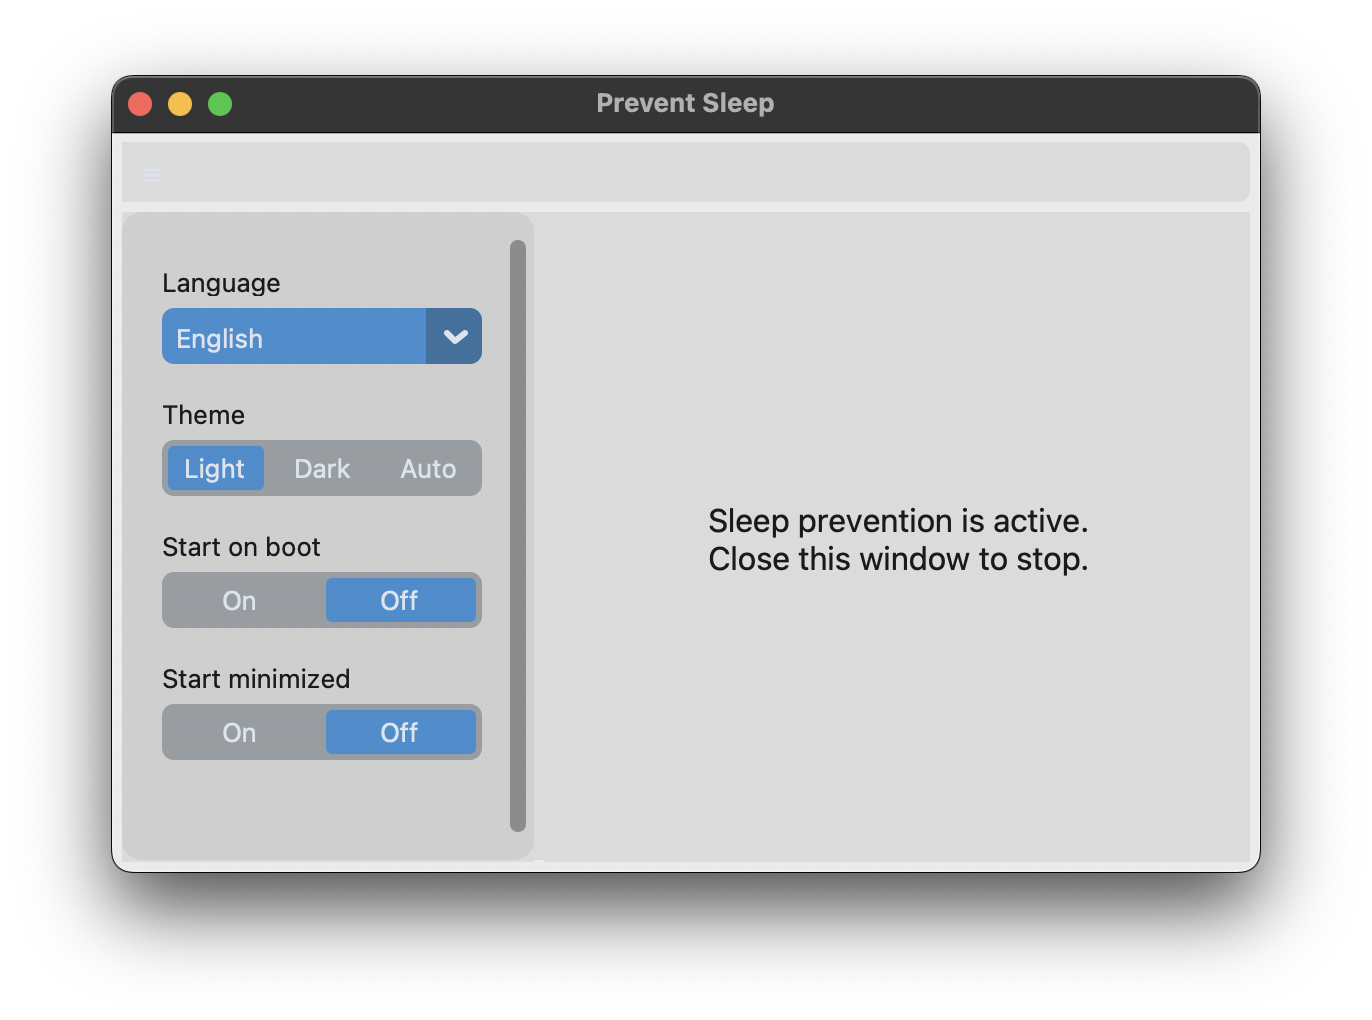 Prevent Sleep
Language
English
Theme
Light Dark Auto
Start on boot
On Off
Start minimized
On Off
Sleep prevention is active.
Close this window to stop.